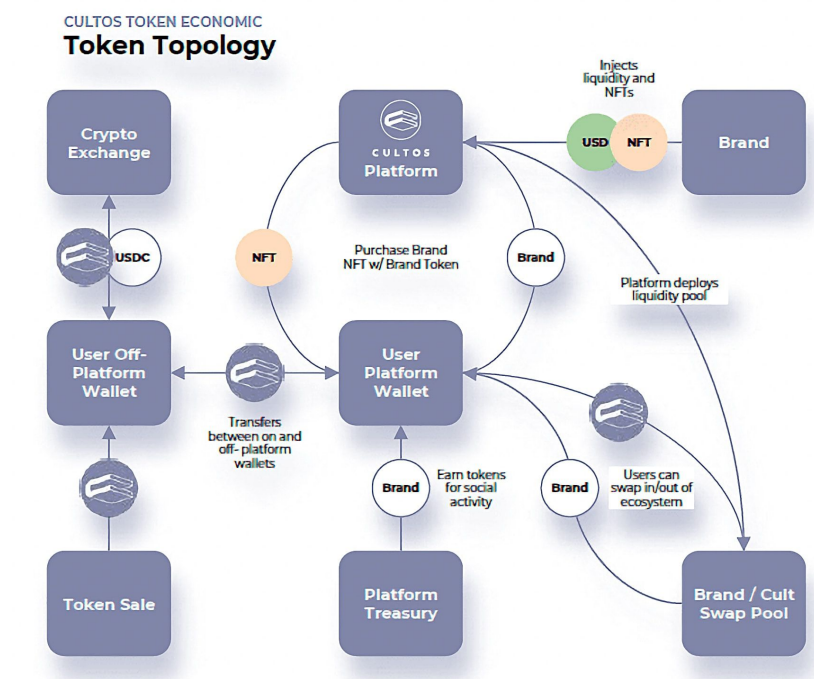 CULTOS TOKEN ECONOMIC
Token Topology
Injects
liquidity and
NFTs
Crypto
Exchange
CULTOS
Platform
USD
NFT
Brand
USDC
NFT
Purchase Brand
NFT w/ Brand Token
Brand
Platform deploys
liquidity pool
User Off-
Platform
Wallet
User
Platform
Wallet
Transfers
between on and
off- platform
wallets
Brand
Earn tokens
for social
activity
Brand
Users can
swap in/out of
ecosystem
Token Sale
Platform
Treasury
Brand / Cult
Swap Pool